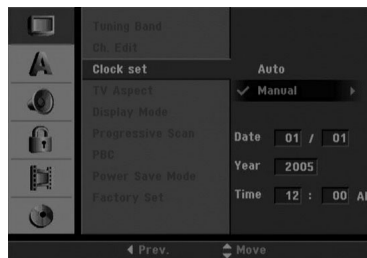 Tuning Band
Ch. Edit
Clock set
TV Aspect
Display Mode
Progressive Scan
PBC
Power Save Mode
Factory Set
Auto
✓ Manual
Date 01 / 01
Year 2005
Time 12 : 00 AM
Prev. Move
A